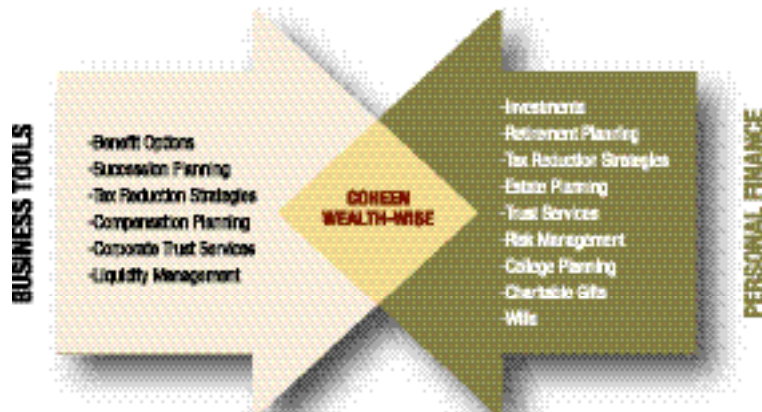 BUSINESS TOOLS
-Benefit Options
-Succession Planning
-Tax Reduction Strategies
-Compensation Planning
-Corporate Trust Services
-Liquidity Management
COHEEN
WEALTH-WISE
-Investments
-Retirement Planning
-Tax Reduction Strategies
-Estate Planning
-Trust Services
-Risk Management
-College Planning
-Charitable Gifts
-Wills
PERSONAL FINANCE